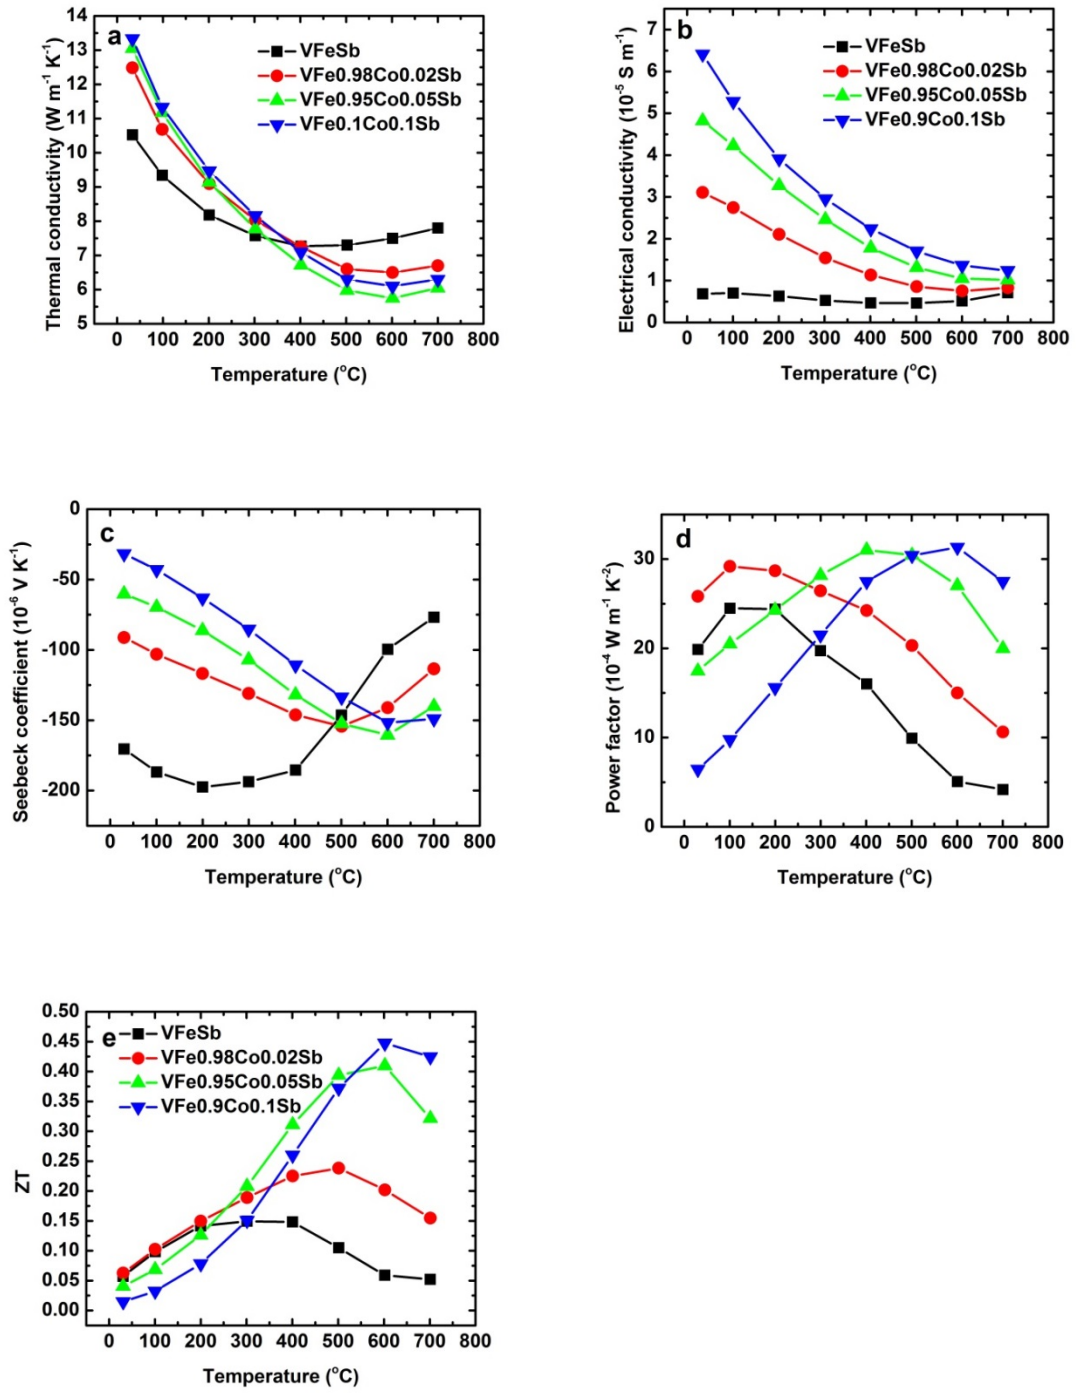 a
VFeSb
VFe0.98Co0.02Sb
VFe0.95Co0.05Sb
VFe0.1Co0.1Sb
Thermal conductivity (W m⁻¹ K⁻¹)
14
13
12
11
10
9
8
7
6
5
0 100 200 300 400 500 600 700 800
Temperature (°C)
b
VFeSb
VFe0.98Co0.02Sb
VFe0.95Co0.05Sb
VFe0.9Co0.1Sb
Electrical conductivity (10⁻⁵ S m⁻¹)
7
6
5
4
3
2
1
0
0 100 200 300 400 500 600 700 800
Temperature (°C)
c
Seebeck coefficient (10⁻⁶ V K⁻¹)
0
-50
-100
-150
-200
0 100 200 300 400 500 600 700 800
Temperature (°C)
d
Power factor (10⁻⁴ W m⁻¹ K⁻²)
30
20
10
0
0 100 200 300 400 500 600 700 800
Temperature (°C)
e
VFeSb
VFe0.98Co0.02Sb
VFe0.95Co0.05Sb
VFe0.9Co0.1Sb
ZT
0.50
0.45
0.40
0.35
0.30
0.25
0.20
0.15
0.10
0.05
0.00
0 100 200 300 400 500 600 700 800
Temperature (°C)